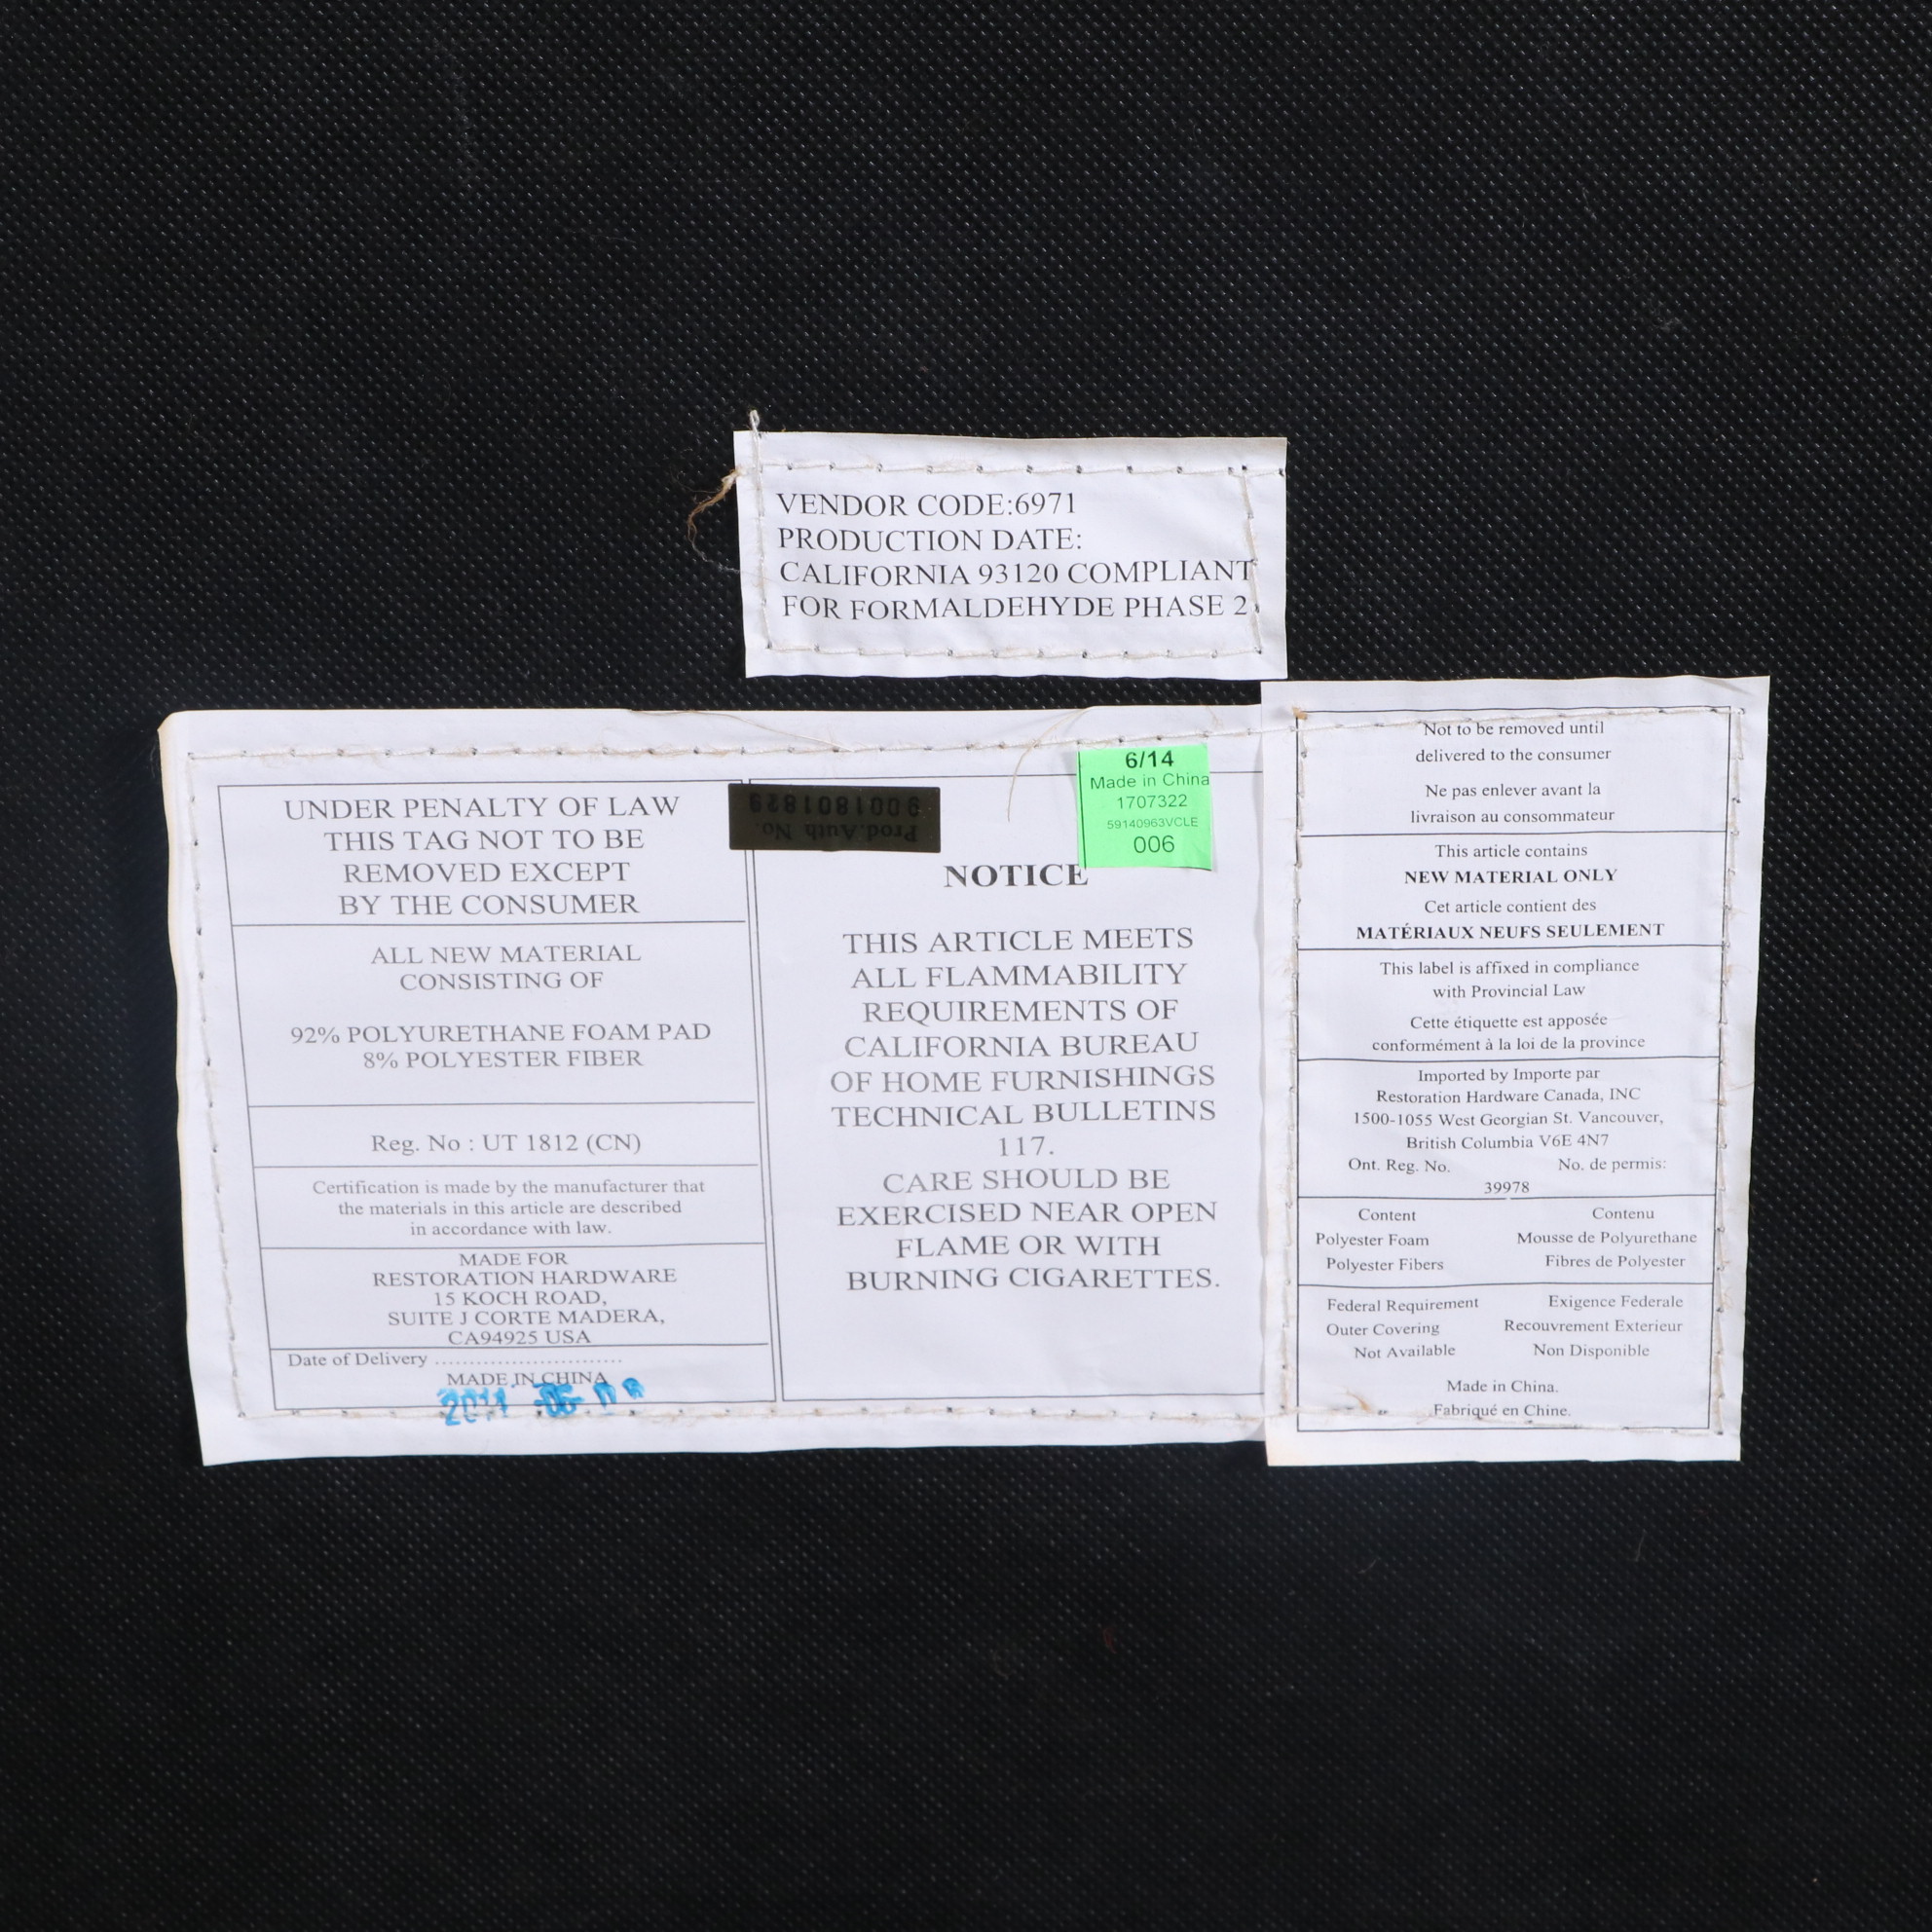 VENDOR CODE:6971
PRODUCTION DATE:
CALIFORNIA 93120 COMPLIANT
FOR FORMALDEHYDE PHASE 2
UNDER PENALTY OF LAW
THIS TAG NOT TO BE
REMOVED EXCEPT
BY THE CONSUMER
ALL NEW MATERIAL
CONSISTING OF
92% POLYURETHANE FOAM PAD
8% POLYESTER FIBER
Reg. No : UT 1812 (CN)
Certification is made by the manufacturer that
the materials in this article are described
in accordance with law.
MADE FOR
RESTORATION HARDWARE
15 KOCH ROAD,
SUITE J CORTE MADERA,
CA94925 USA
Date of Delivery ............................
MADE IN CHINA
2011
Prod.Auth No.
9001801829
6/14
Made in China
1707322
59140963VCLE
006
NOTICE
THIS ARTICLE MEETS
ALL FLAMMABILITY
REQUIREMENTS OF
CALIFORNIA BUREAU
OF HOME FURNISHINGS
TECHNICAL BULLETINS
117.
CARE SHOULD BE
EXERCISED NEAR OPEN
FLAME OR WITH
BURNING CIGARETTES.
Not to be removed until
delivered to the consumer
Ne pas enlever avant la
livraison au consommateur
This article contains
NEW MATERIAL ONLY
Cet article contient des
MATÉRIAUX NEUFS SEULEMENT
This label is affixed in compliance
with Provincial Law
Cette étiquette est apposée
conformément à la loi de la province
Imported by Importe par
Restoration Hardware Canada, INC
1500-1055 West Georgian St. Vancouver,
British Columbia V6E 4N7
Ont. Reg. No. No. de permis:
39978
Content Contenu
Polyester Foam Mousse de Polyurethane
Polyester Fibers Fibres de Polyester
Federal Requirement Exigence Federale
Outer Covering Recouvrement Exterieur
Not Available Non Disponible
Made in China.
Fabriqué en Chine.